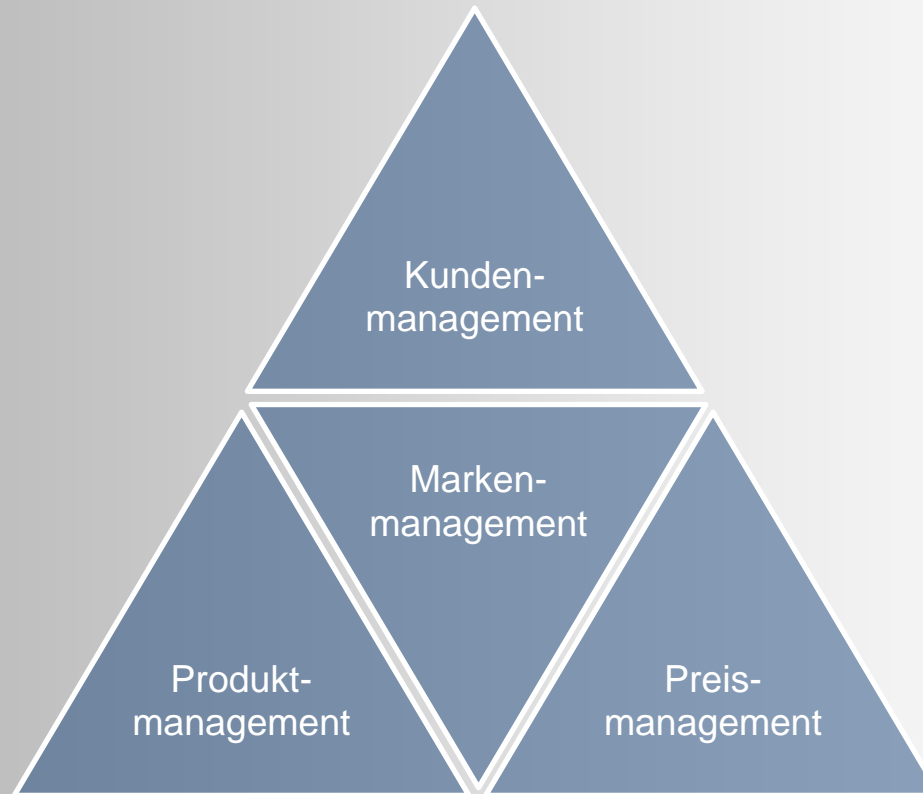 Kunden-
management
Marken-
management
Produkt-
management
Preis-
management